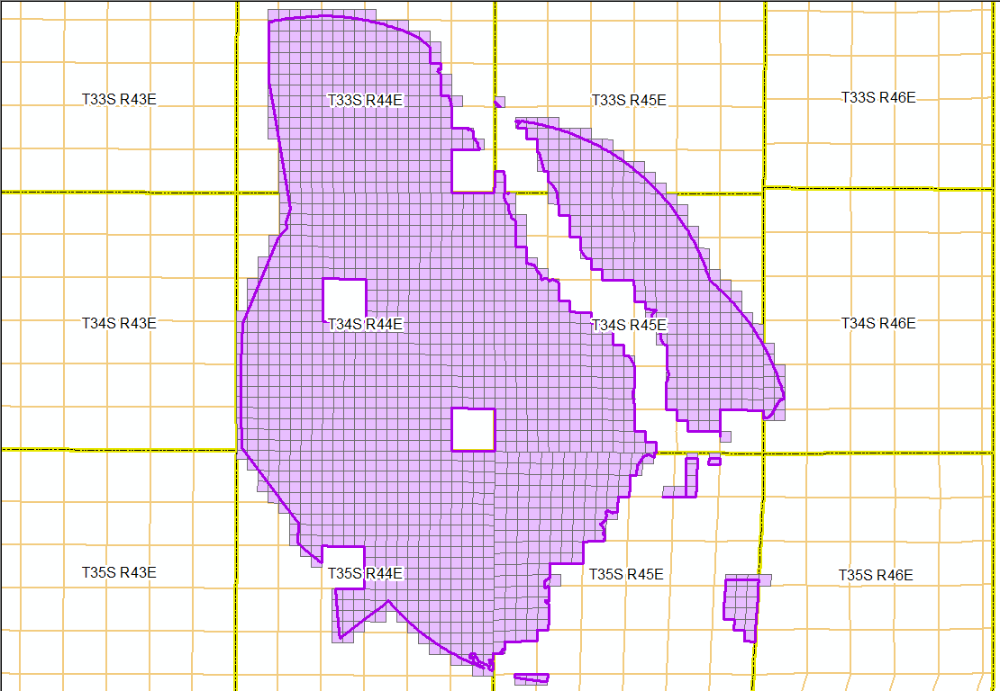 T33S R43E
T33S R44E
T33S R45E
T33S R46E
T34S R43E
T34S R44E
T34S R45E
T34S R46E
T35S R43E
T35S R44E
T35S R45E
T35S R46E